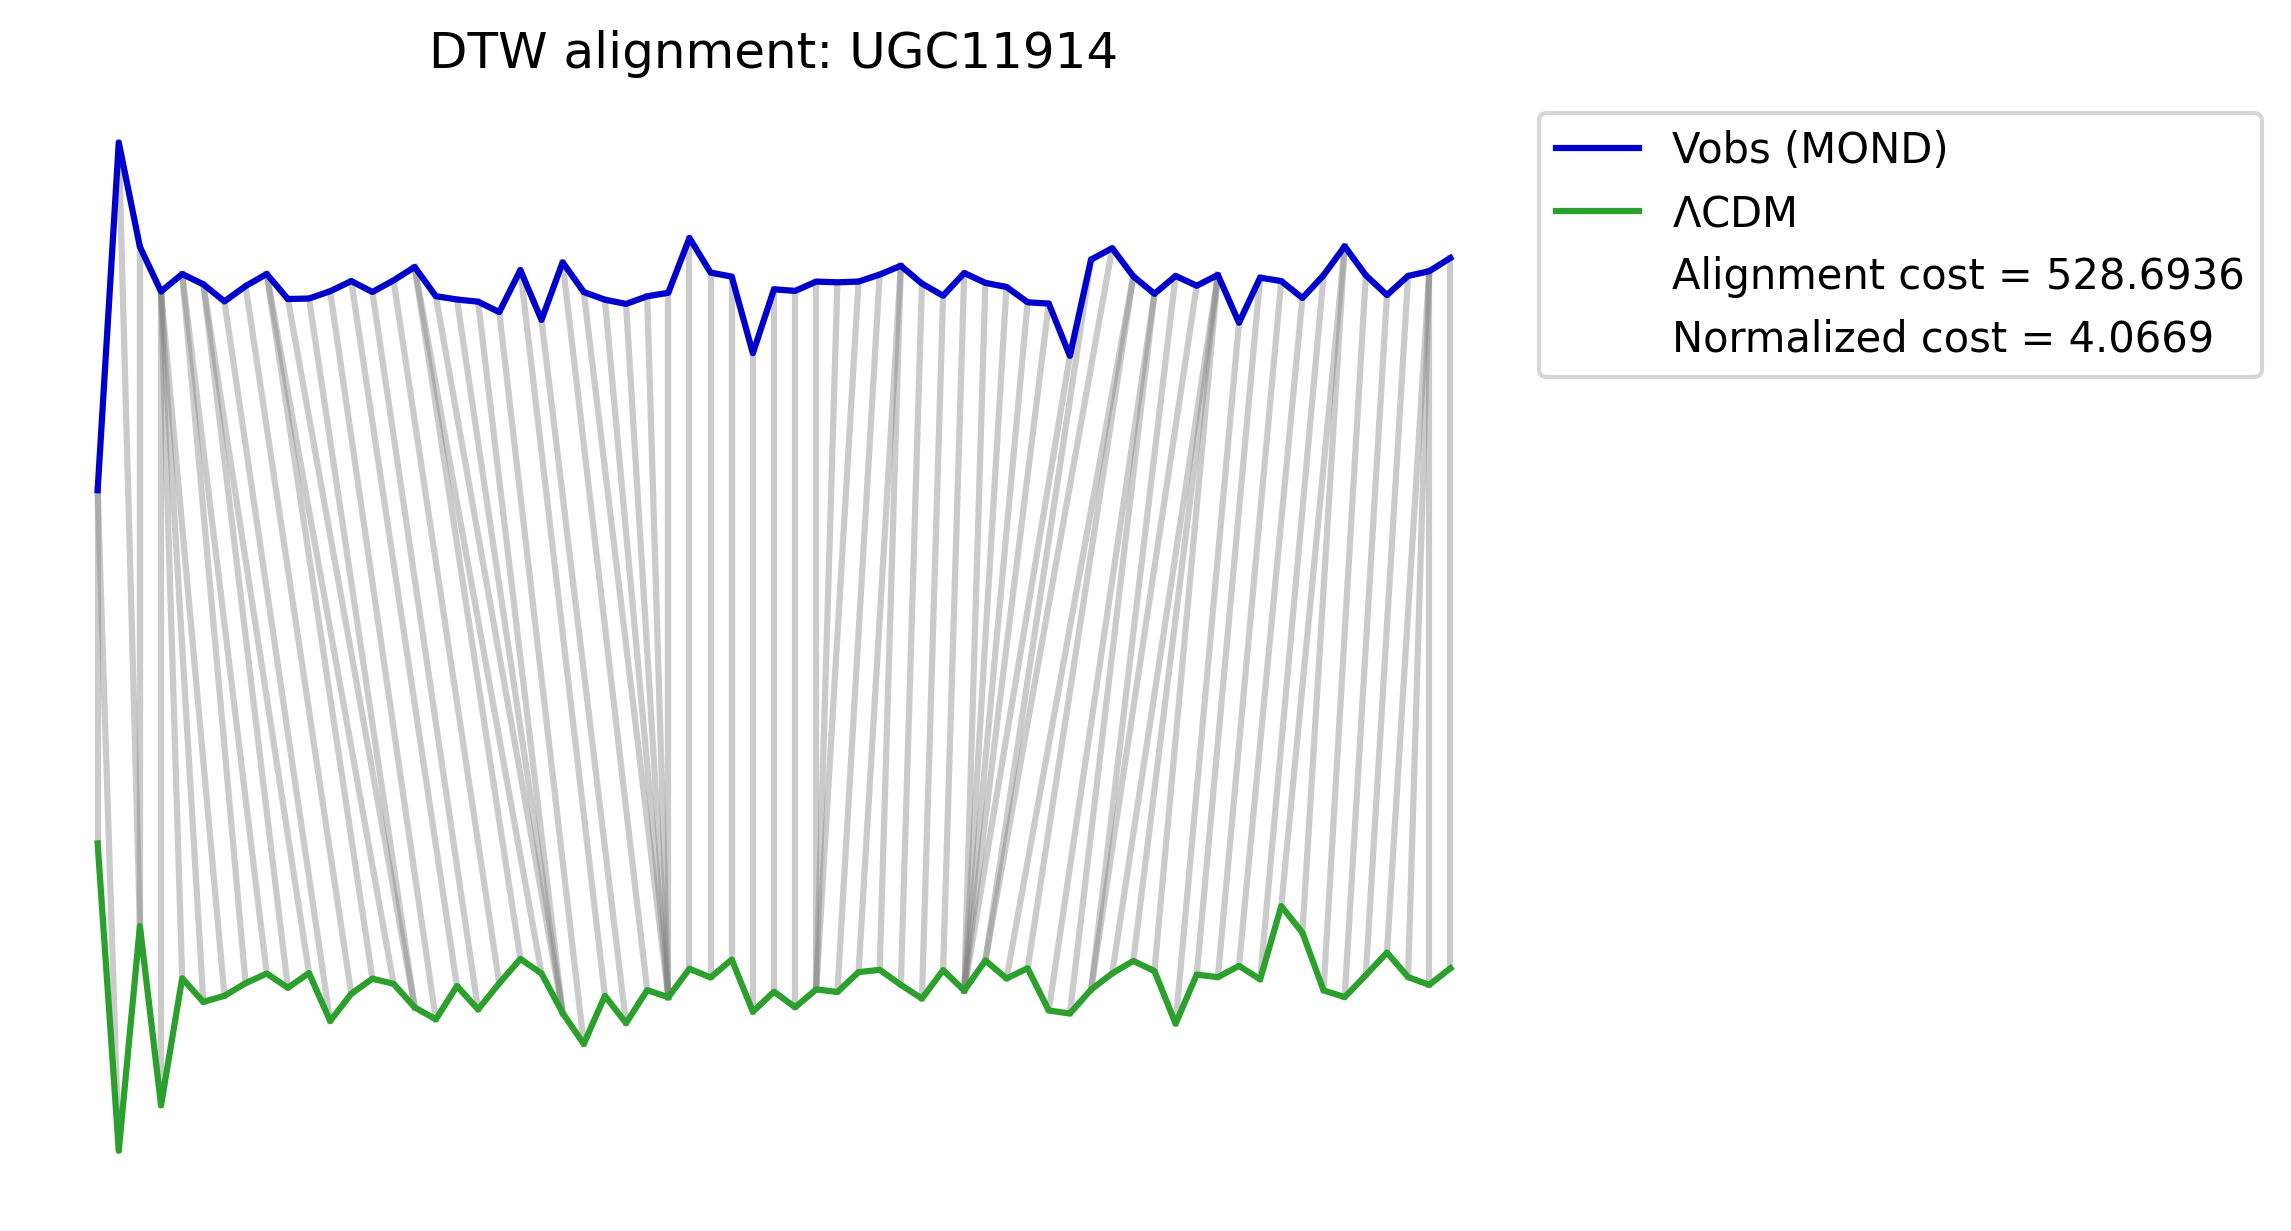 DTW alignment: UGC11914
Vobs (MOND)
ΛCDM
Alignment cost = 528.6936
Normalized cost = 4.0669